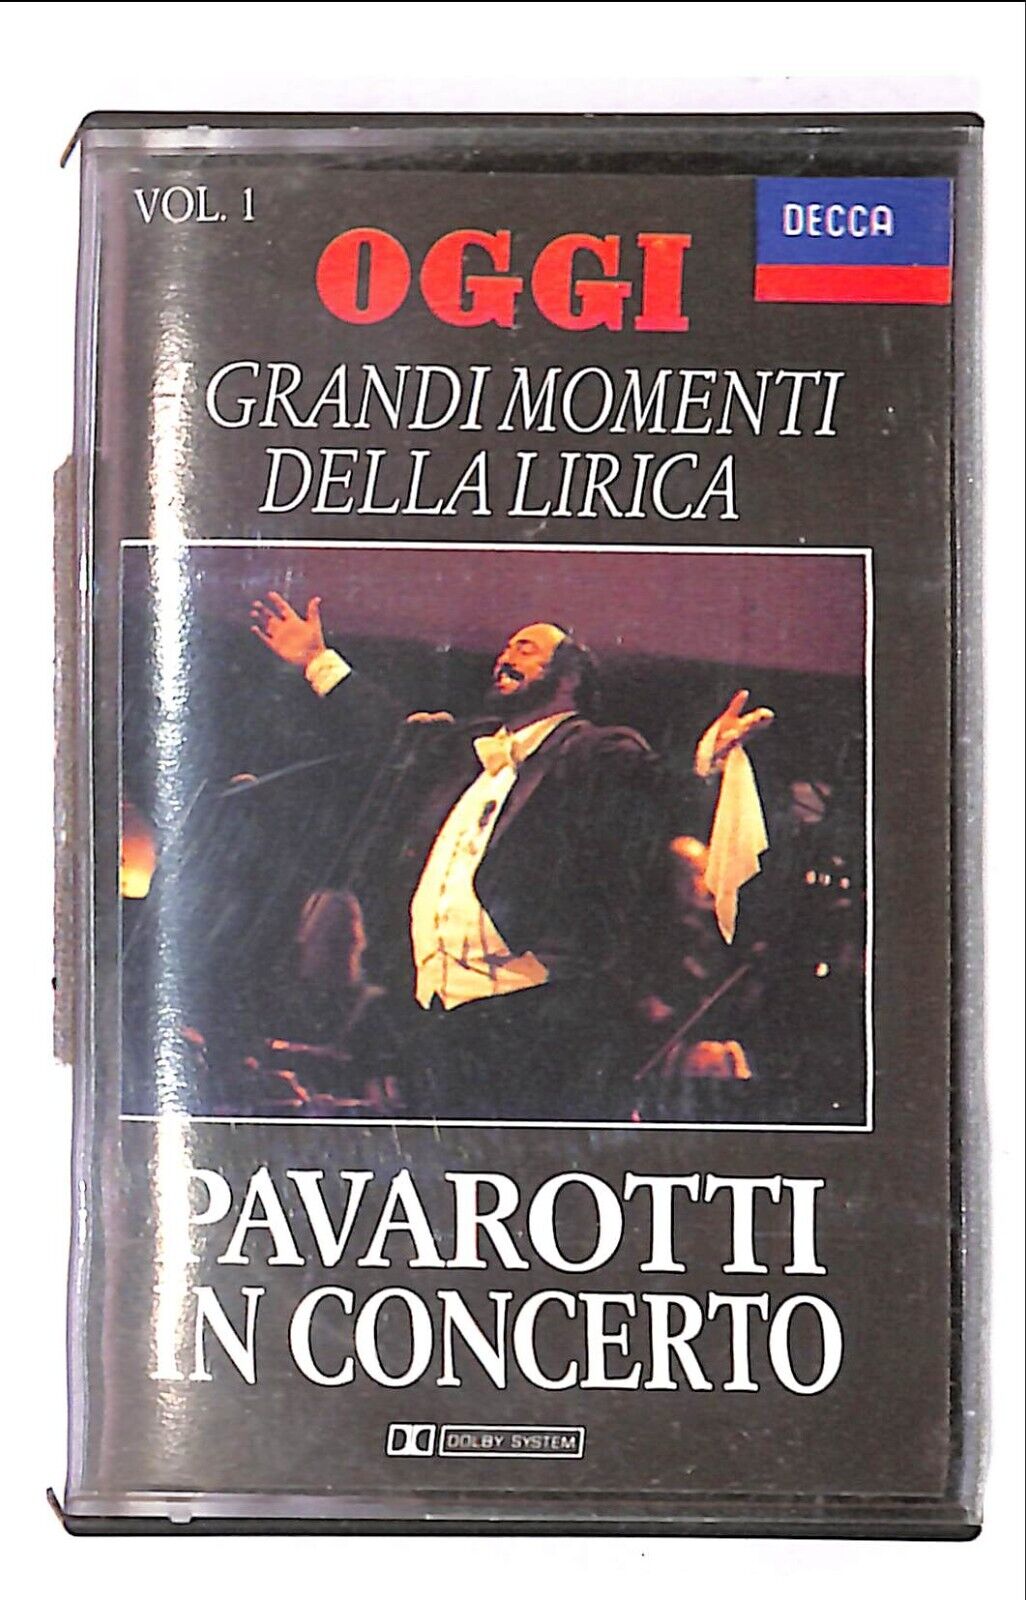 VOL. 1
DECCA
OGGI
I GRANDI MOMENTI
DELLA LIRICA
PAVAROTTI
IN CONCERTO
DOLBY SYSTEM